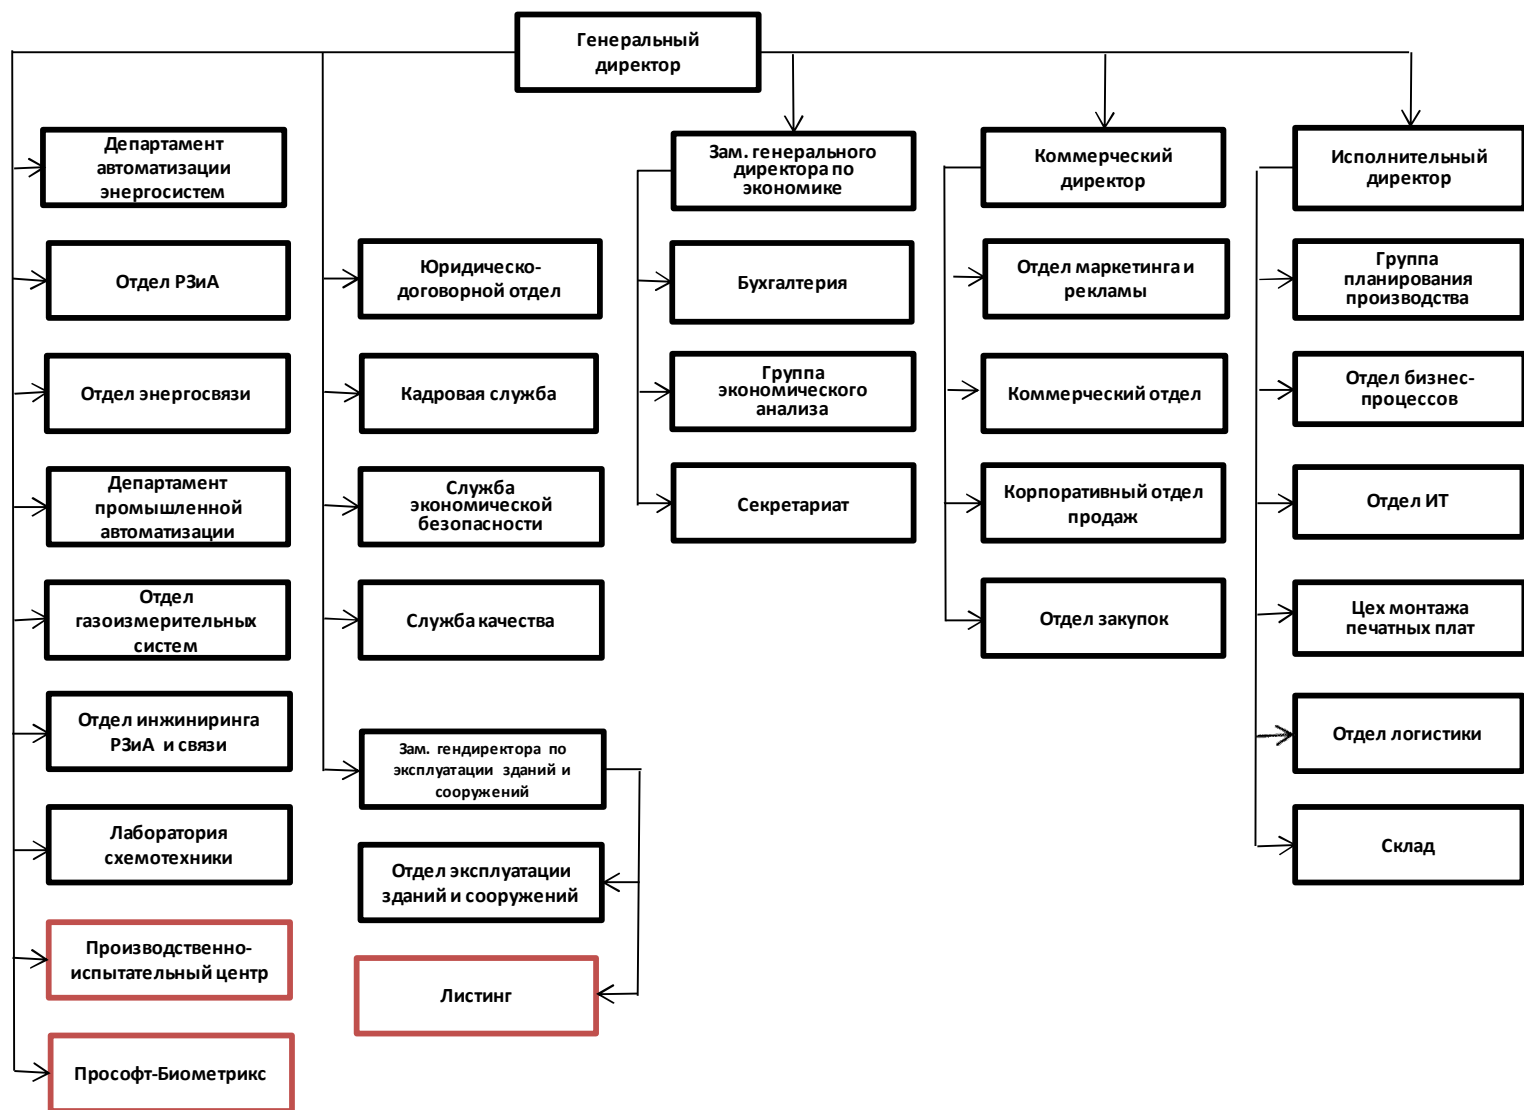 Генеральный
директор
Департамент
автоматизации
энергосистем
Отдел РЗиА
Отдел энергосвязи
Департамент
промышленной
автоматизации
Отдел
газоизмерительных
систем
Отдел инжиниринга
РЗиА и связи
Лаборатория
схемотехники
Производственно-
испытательный центр
Прософт-Биометрикс
Юридическо-
договорной отдел
Кадровая служба
Служба
экономической
безопасности
Служба качества
Зам. гендиректора по
эксплуатации зданий и
сооружений
Отдел эксплуатации
зданий и сооружений
Листинг
Зам. генерального
директора по
экономике
Бухгалтерия
Группа
экономического
анализа
Секретариат
Коммерческий
директор
Отдел маркетинга и
рекламы
Коммерческий отдел
Корпоративный отдел
продаж
Отдел закупок
Исполнительный
директор
Группа
планирования
производства
Отдел бизнес-
процессов
Отдел ИТ
Цех монтажа
печатных плат
Отдел логистики
Склад